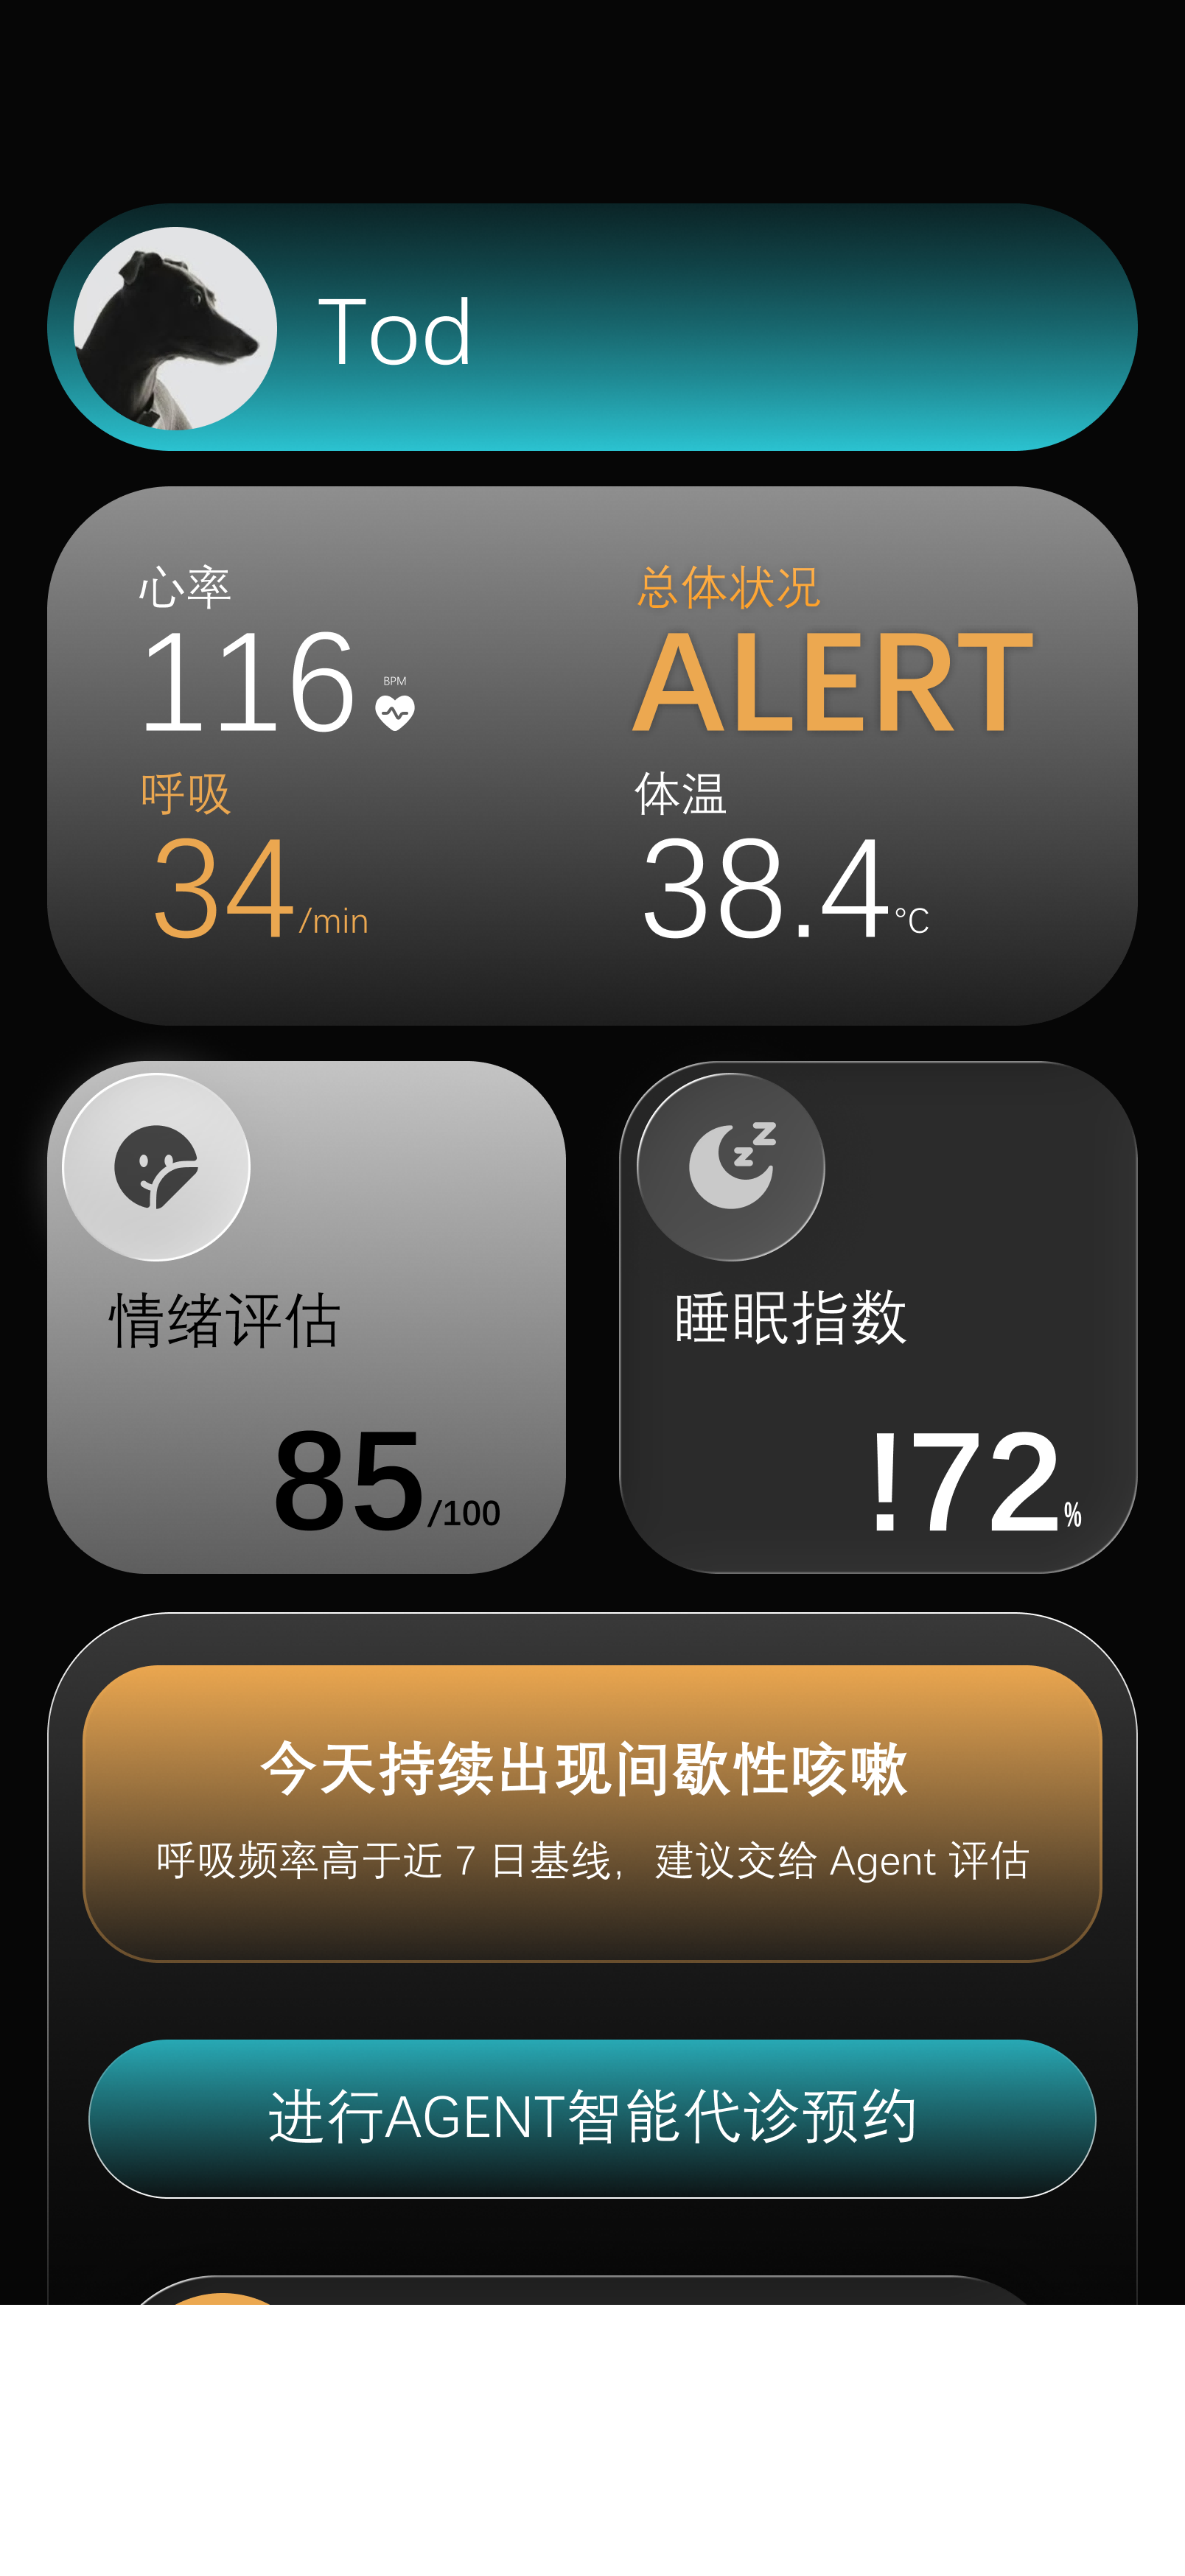 Tod
心率
116 BPM
总体状况
ALERT
呼吸
34/min
体温
38.4°C
情绪评估
85/100
睡眠指数
!72%
今天持续出现间歇性咳嗽
呼吸频率高于近 7 日基线，建议交给 Agent 评估
进行AGENT智能代诊预约